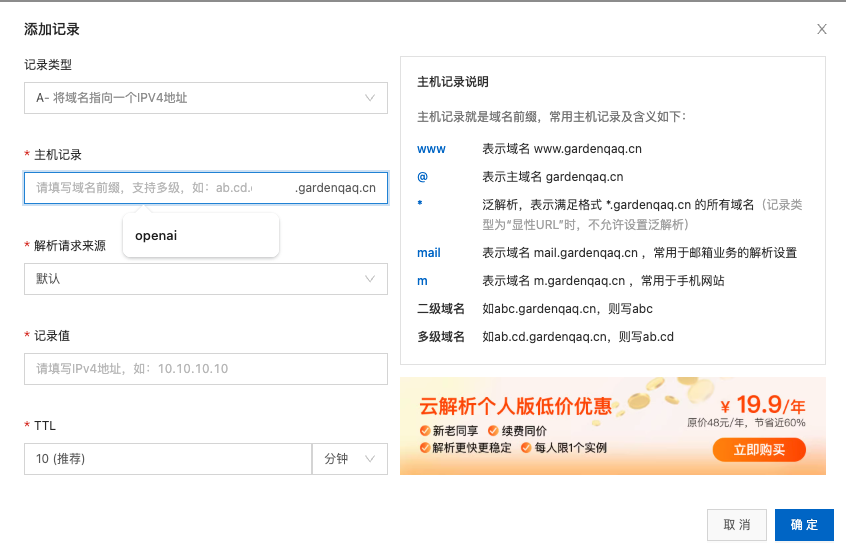 添加记录
记录类型
A- 将域名指向一个IPV4地址
* 主机记录
请填写域名前缀，支持多级，如：ab.cd. .gardenqaq.cn
openai
* 解析请求来源
默认
* 记录值
请填写IPv4地址，如：10.10.10.10
* TTL
10 (推荐) 分钟
主机记录说明
主机记录就是域名前缀，常用主机记录及含义如下：
www 表示域名 www.gardenqaq.cn
@ 表示主域名 gardenqaq.cn
* 泛解析，表示满足格式 *.gardenqaq.cn 的所有域名（记录类
型为“显性URL”时，不允许设置泛解析）
mail 表示域名 mail.gardenqaq.cn ，常用于邮箱业务的解析设置
m 表示域名 m.gardenqaq.cn ，常用于手机网站
二级域名 如abc.gardenqaq.cn，则写abc
多级域名 如ab.cd.gardenqaq.cn，则写ab.cd
云解析个人版低价优惠
新老同享 续费同价
解析更快更稳定 每人限1个实例
¥ 19.9/年
原价48元/年，节省近60%
立即购买
取 消
确 定